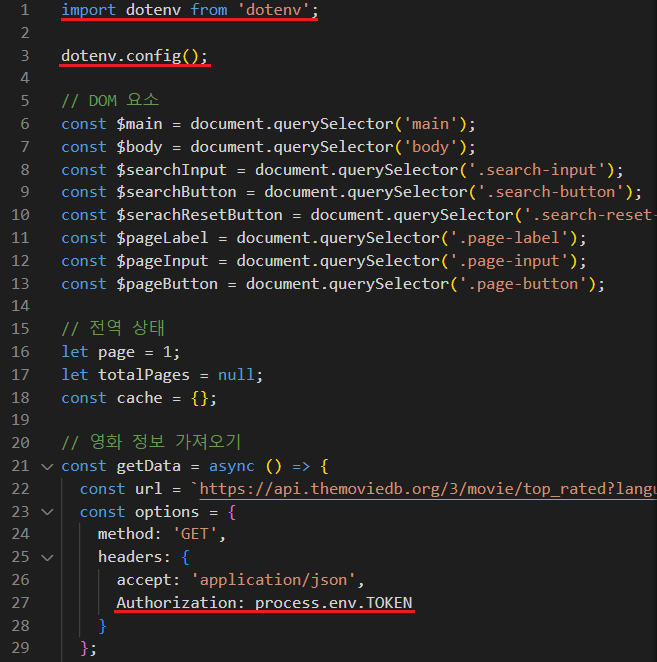 1 import dotenv from 'dotenv';
2
3 dotenv.config();
4
5 // DOM 요소
6 const $main = document.querySelector('main');
7 const $body = document.querySelector('body');
8 const $searchInput = document.querySelector('.search-input');
9 const $searchButton = document.querySelector('.search-button');
10 const $serachResetButton = document.querySelector('.search-reset-
11 const $pageLabel = document.querySelector('.page-label');
12 const $pageInput = document.querySelector('.page-input');
13 const $pageButton = document.querySelector('.page-button');
14
15 // 전역 상태
16 let page = 1;
17 let totalPages = null;
18 const cache = {};
19
20 // 영화 정보 가져오기
21 const getData = async () => {
22 const url = `https://api.themoviedb.org/3/movie/top_rated?langu
23 const options = {
24 method: 'GET',
25 headers: {
26 accept: 'application/json',
27 Authorization: process.env.TOKEN
28 }
29 };